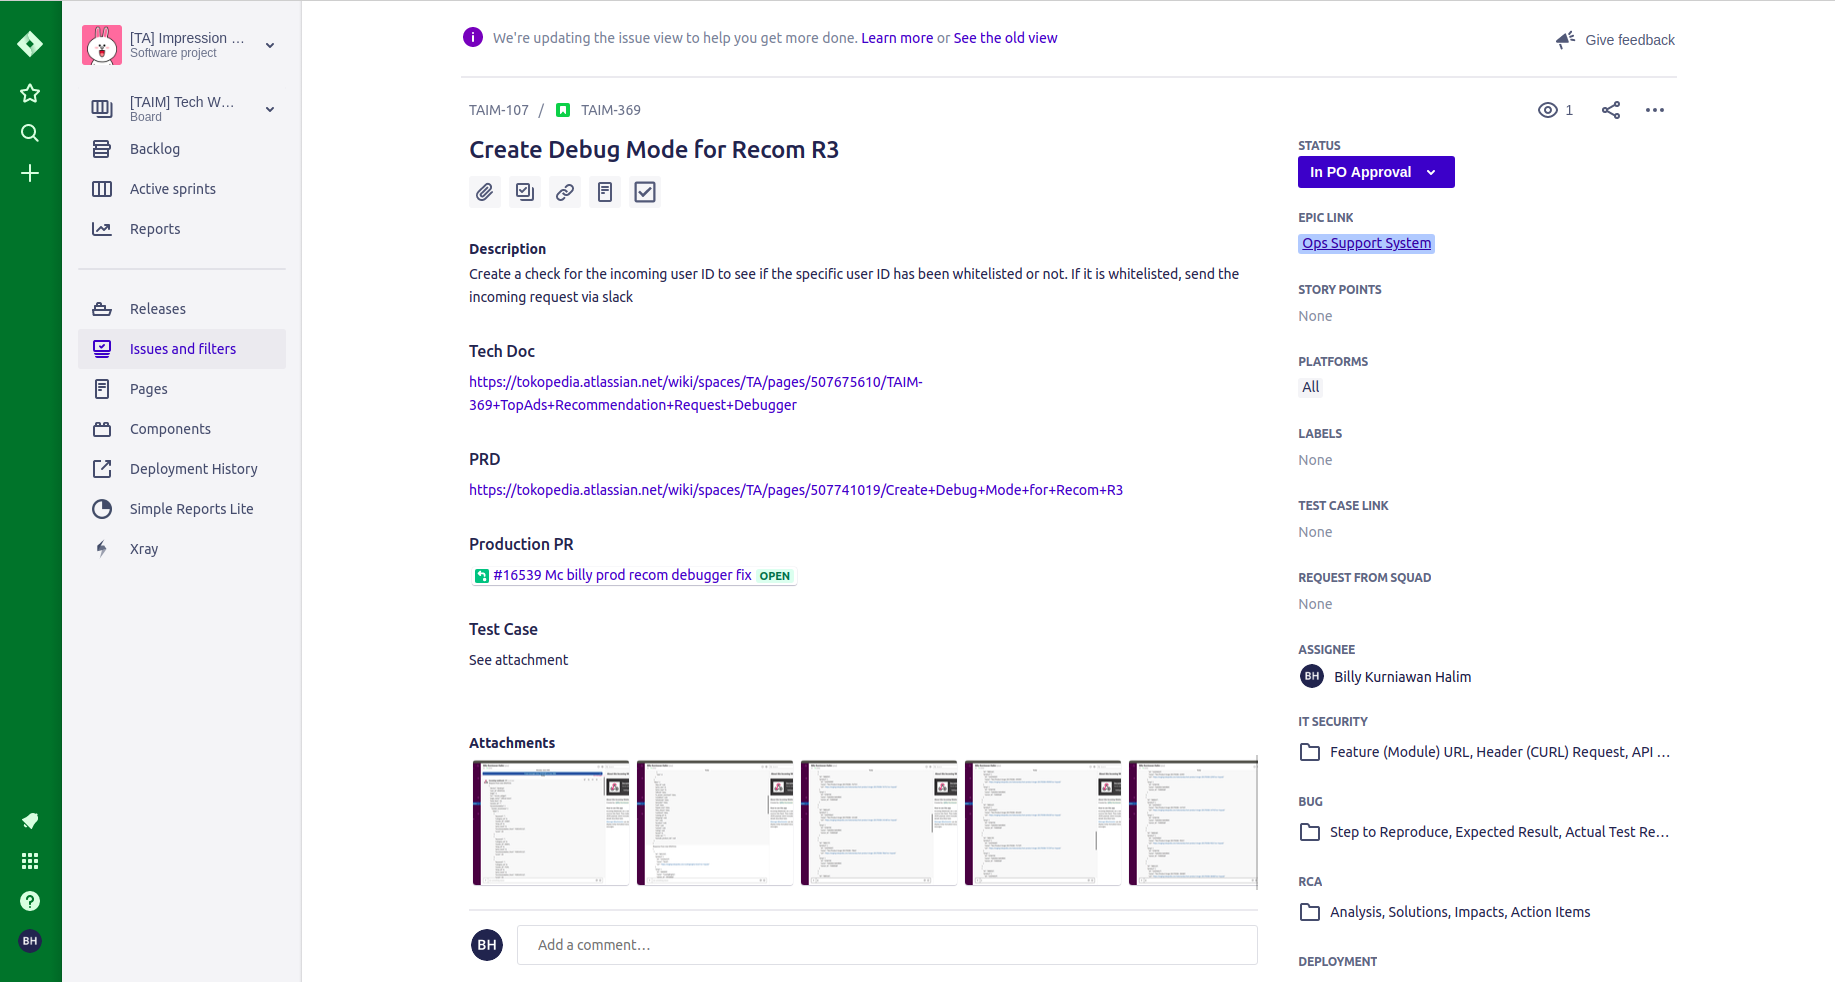 [TA] Impression ...
Software project
[TAIM] Tech W...
Board
Backlog
Active sprints
Reports
Releases
Issues and filters
Pages
Components
Deployment History
Simple Reports Lite
Xray
BH
We're updating the issue view to help you get more done. Learn more or See the old view
Give feedback
TAIM-107 / TAIM-369
1
Create Debug Mode for Recom R3
Description
Create a check for the incoming user ID to see if the specific user ID has been whitelisted or not. If it is whitelisted, send the
incoming request via slack
Tech Doc
https://tokopedia.atlassian.net/wiki/spaces/TA/pages/507675610/TAIM-
369+TopAds+Recommendation+Request+Debugger
PRD
https://tokopedia.atlassian.net/wiki/spaces/TA/pages/507741019/Create+Debug+Mode+for+Recom+R3
Production PR
#16539 Mc billy prod recom debugger fix OPEN
Test Case
See attachment
Attachments
BH
Add a comment...
STATUS
In PO Approval
EPIC LINK
Ops Support System
STORY POINTS
None
PLATFORMS
All
LABELS
None
TEST CASE LINK
None
REQUEST FROM SQUAD
None
ASSIGNEE
BH Billy Kurniawan Halim
IT SECURITY
Feature (Module) URL, Header (CURL) Request, API ...
BUG
Step to Reproduce, Expected Result, Actual Test Re...
RCA
Analysis, Solutions, Impacts, Action Items
DEPLOYMENT